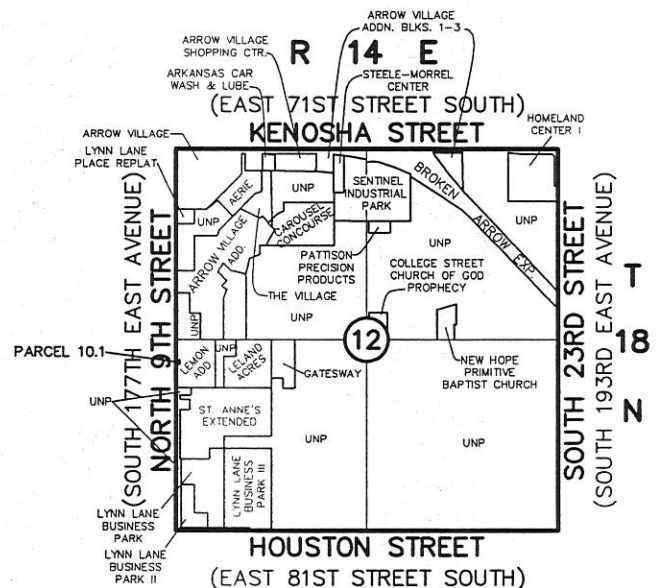 ARROW VILLAGE
ADDN. BLKS. 1-3
ARROW VILLAGE
SHOPPING CTR.
R 14 E
ARKANSAS CAR
WASH & LUBE
STEELE-MORREL
CENTER
(EAST 71ST STREET SOUTH)
KENOSHA STREET
HOMELAND
CENTER I
ARROW VILLAGE
LYNN LANE
PLACE REPLAT
UNP
AERIE
UNP
SENTINEL
INDUSTRIAL
PARK
BROKEN
ARROW EXP.
UNP
CAROUSEL
CONCOURSE
ARROW VILLAGE
ADD.
THE VILLAGE
PATTISON
PRECISION
PRODUCTS
UNP
COLLEGE STREET
CHURCH OF GOD
PROPHECY
UNP
UNP
12
PARCEL 10.1
LEMON
ADD
UNP
LELAND
ACRES
GATESWAY
NEW HOPE
PRIMITIVE
BAPTIST CHURCH
UNP
ST. ANNE'S
EXTENDED
UNP
UNP
LYNN LANE
BUSINESS
PARK III
LYNN LANE
BUSINESS
PARK
LYNN LANE
BUSINESS
PARK II
NORTH 9TH STREET
(SOUTH 177TH EAST AVENUE)
SOUTH 23RD STREET
(SOUTH 193RD EAST AVENUE)
T
18
N
HOUSTON STREET
(EAST 81ST STREET SOUTH)